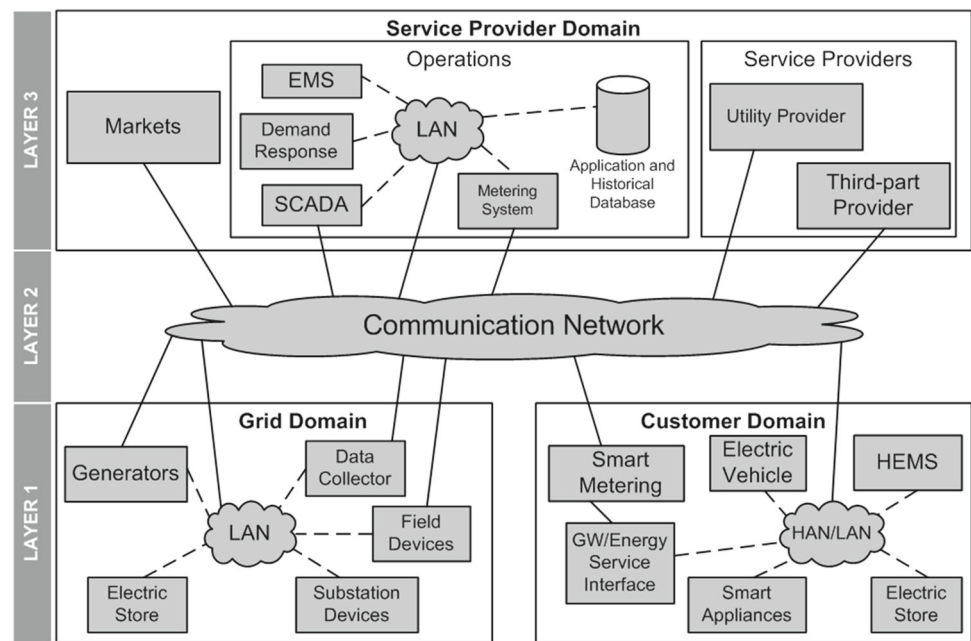 LAYER 3
Service Provider Domain
Markets
Operations
EMS
Demand
Response
SCADA
LAN
Metering
System
Application and
Historical
Database
Service Providers
Utility Provider
Third-part
Provider
LAYER 2
Communication Network
LAYER 1
Grid Domain
Generators
Data
Collector
LAN
Field
Devices
Electric
Store
Substation
Devices
Customer Domain
Smart
Metering
Electric
Vehicle
HEMS
GW/Energy
Service
Interface
HAN/LAN
Smart
Appliances
Electric
Store